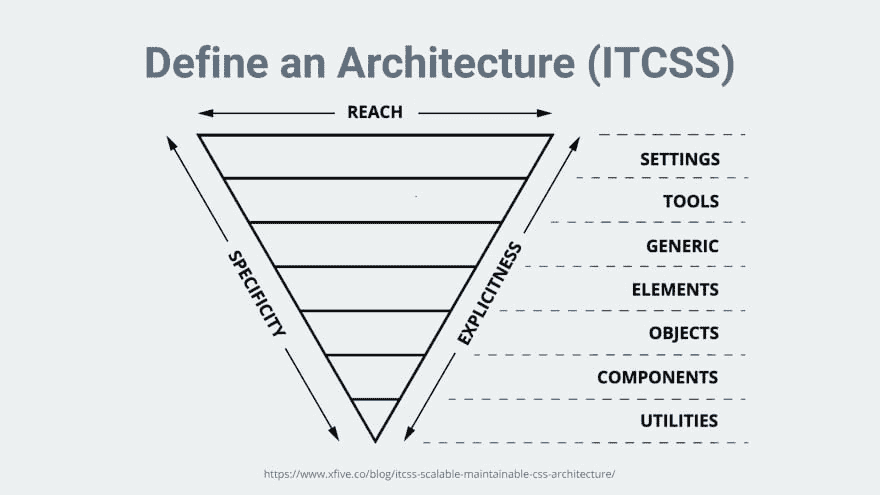 Define an Architecture (ITCSS)
REACH
SPECIFICITY
EXPLICITNESS
SETTINGS
TOOLS
GENERIC
ELEMENTS
OBJECTS
COMPONENTS
UTILITIES
https://www.xfive.co/blog/itcss-scalable-maintainable-css-architecture/